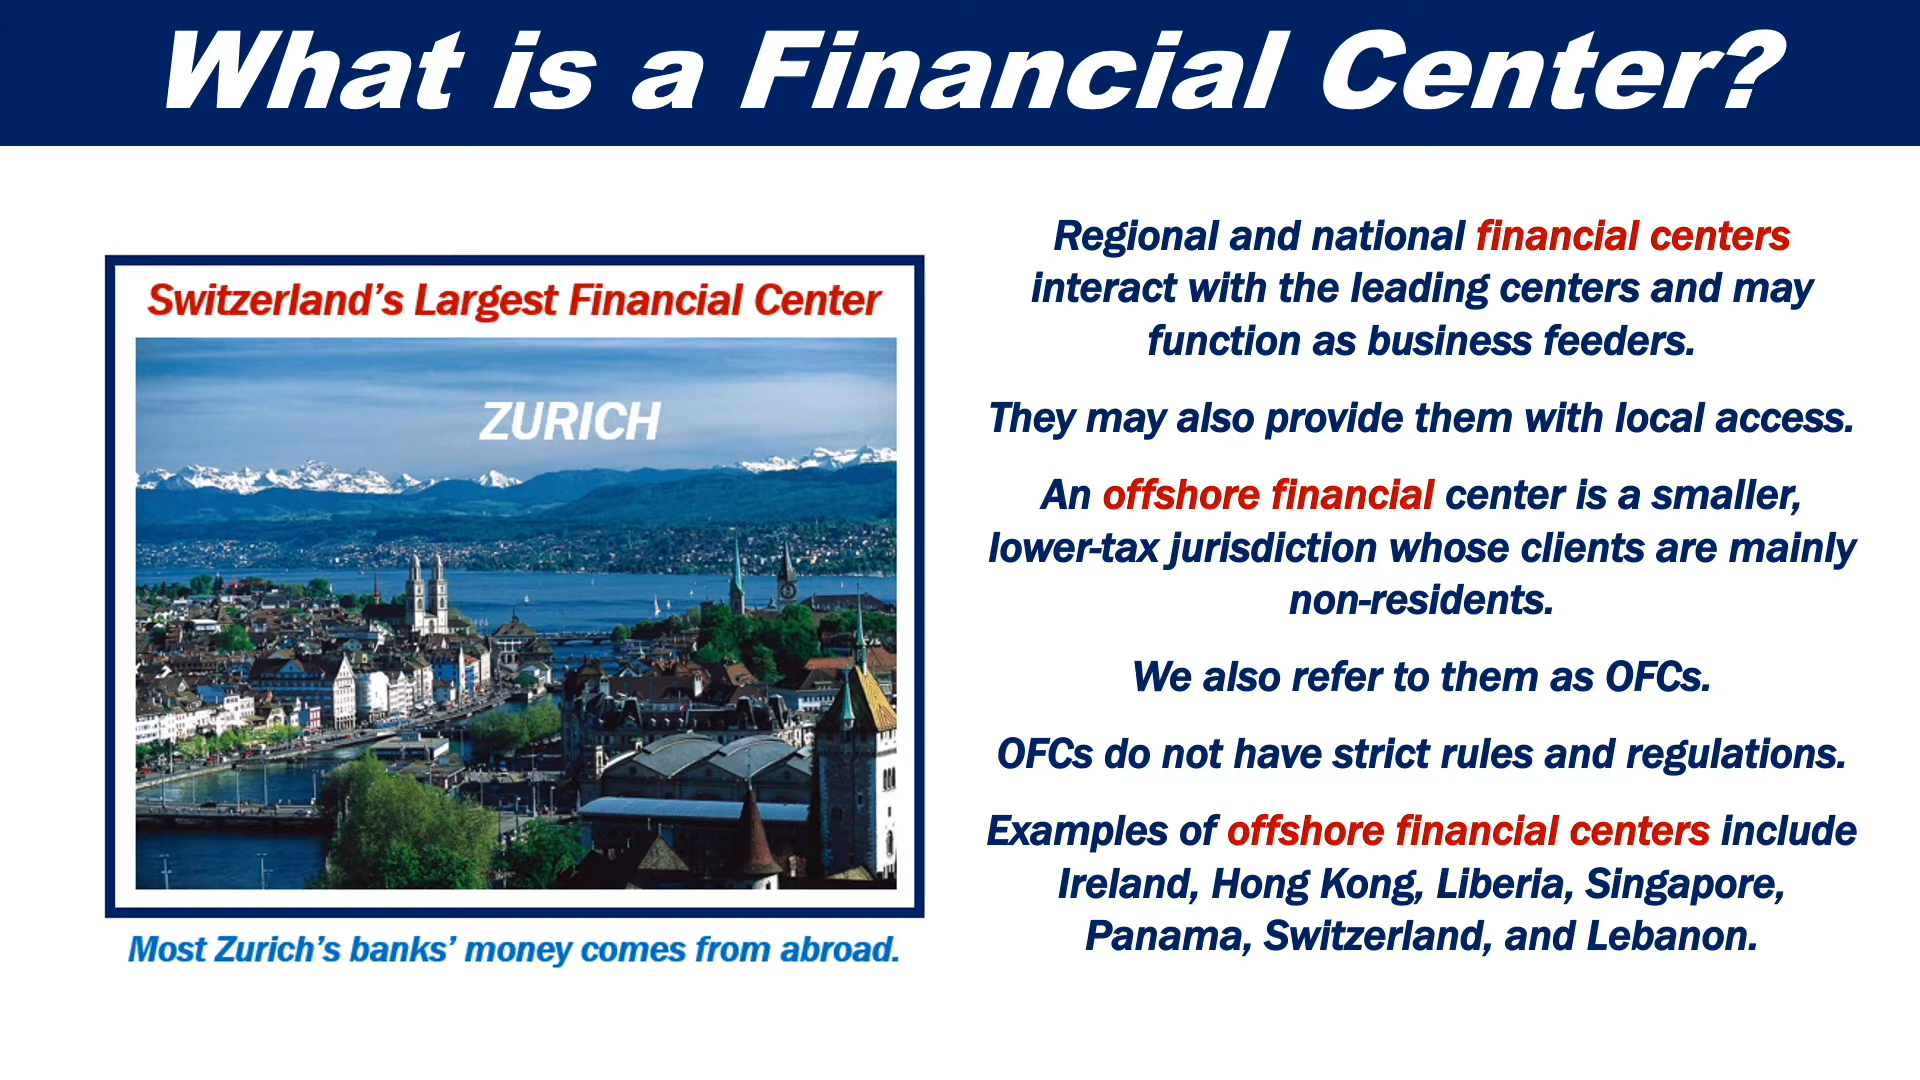 What is a Financial Center?
Switzerland’s Largest Financial Center
ZURICH
Most Zurich’s banks’ money comes from abroad.
Regional and national financial centers
interact with the leading centers and may
function as business feeders.
They may also provide them with local access.
An offshore financial center is a smaller,
lower-tax jurisdiction whose clients are mainly
non-residents.
We also refer to them as OFCs.
OFCs do not have strict rules and regulations.
Examples of offshore financial centers include
Ireland, Hong Kong, Liberia, Singapore,
Panama, Switzerland, and Lebanon.